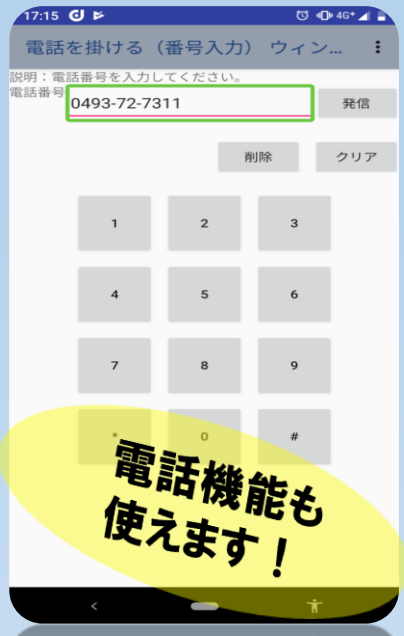 17:15 4G+
電話を掛ける（番号入力） ウィン...
説明：電話番号を入力してください。
電話番号 0493-72-7311 発信
削除 クリア
1 2 3
4 5 6
7 8 9
* 0 #
電話機能も
使えます！